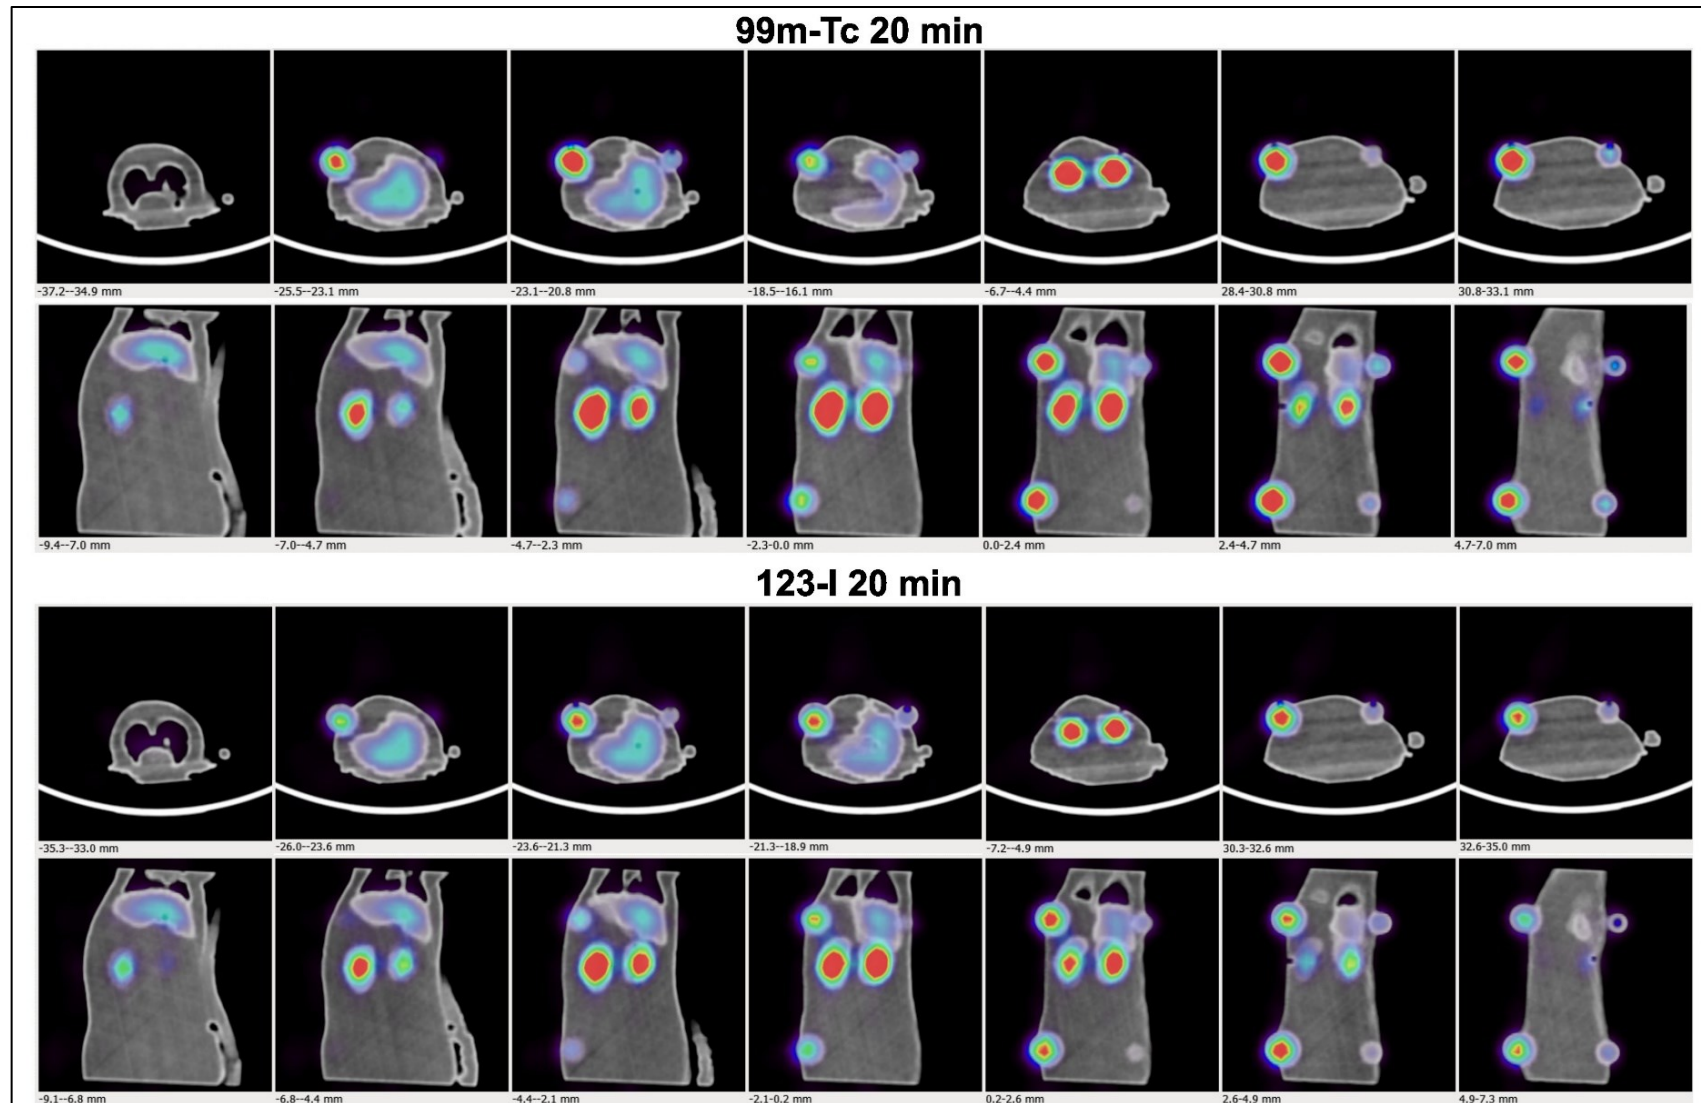 99m-Tc 20 min
-37.2--34.9 mm
-25.5--23.1 mm
-23.1--20.8 mm
-18.5--16.1 mm
-6.7--4.4 mm
28.4-30.8 mm
30.8-33.1 mm
-9.4--7.0 mm
-7.0--4.7 mm
-4.7--2.3 mm
-2.3-0.0 mm
0.0-2.4 mm
2.4-4.7 mm
4.7-7.0 mm
123-I 20 min
-35.3--33.0 mm
-26.0--23.6 mm
-23.6--21.3 mm
-21.3--18.9 mm
-7.2--4.9 mm
30.3-32.6 mm
32.6-35.0 mm
-9.1--6.8 mm
-6.8--4.4 mm
-4.4--2.1 mm
-2.1-0.2 mm
0.2-2.6 mm
2.6-4.9 mm
4.9-7.3 mm